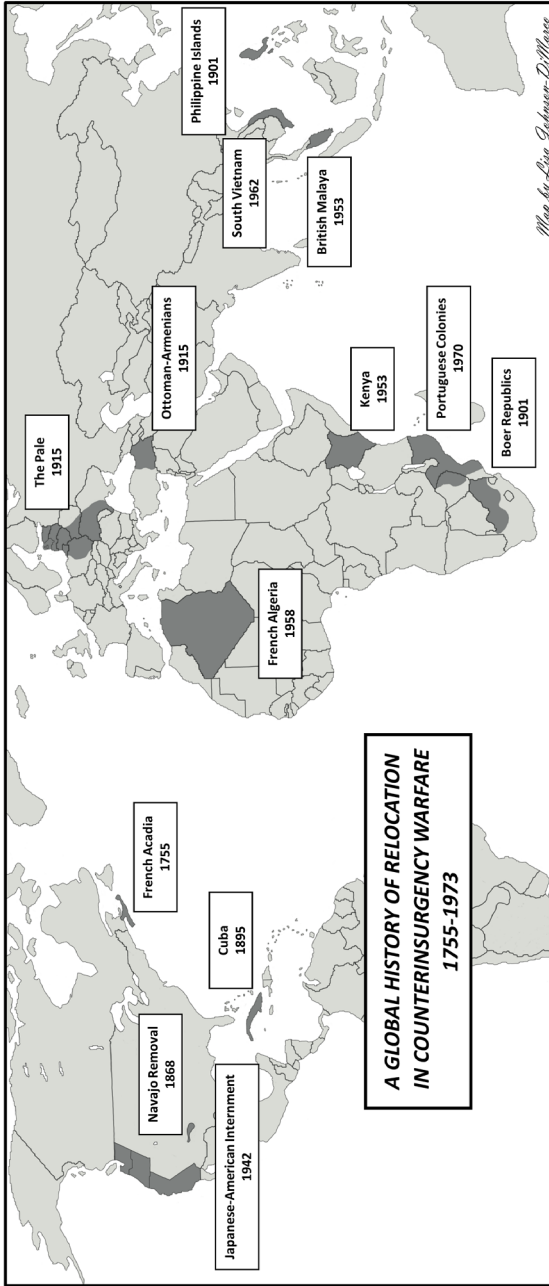 The Pale
1915
Philippine Islands
1901
Ottoman-Armenians
1915
South Vietnam
1962
French Acadia
1755
British Malaya
1953
Navajo Removal
1868
Cuba
1895
Kenya
1953
French Algeria
1958
Japanese-American Internment
1942
Portuguese Colonies
1970
Boer Republics
1901
A GLOBAL HISTORY OF RELOCATION
IN COUNTERINSURGENCY WARFARE
1755-1973
Map by Lisa Johnson-DiMarco